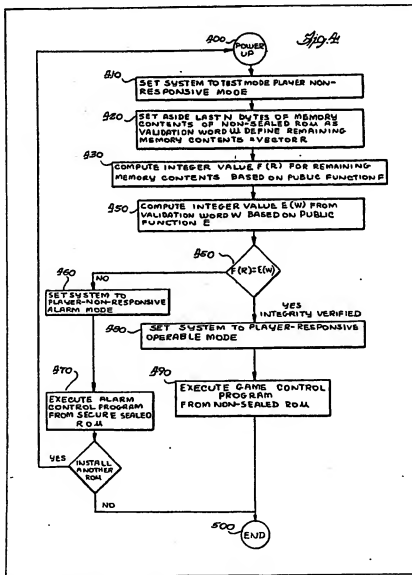 Fig. 4
400
POWER
UP
410
SET SYSTEM TO TEST MODE PLAYER NON-
RESPONSIVE MODE
420
SET ASIDE LAST N BYTES OF MEMORY
CONTENTS OF NON-SEALED ROM AS
VALIDATION WORD W DEFINE REMAINING
MEMORY CONTENTS =VECTOR R
430
COMPUTE INTEGER VALUE F(R) FOR REMAINING
MEMORY CONTENTS BASED ON PUBLIC FUNCTION F
450
COMPUTE INTEGER VALUE E(W) FROM
VALIDATION WORD W BASED ON PUBLIC
FUNCTION E
450
F(R)=E(W)
NO
460
SET SYSTEM TO
PLAYER-NON-RESPONSIVE
ALARM MODE
YES
INTEGRITY VERIFIED
480
SET SYSTEM TO PLAYER-RESPONSIVE
OPERABLE MODE
470
EXECUTE ALARM
CONTROL PROGRAM
FROM SECURE SEALED
ROM
490
EXECUTE GAME CONTROL
PROGRAM
FROM NON-SEALED ROM
YES
INSTALL
ANOTHER
ROM
NO
500
END